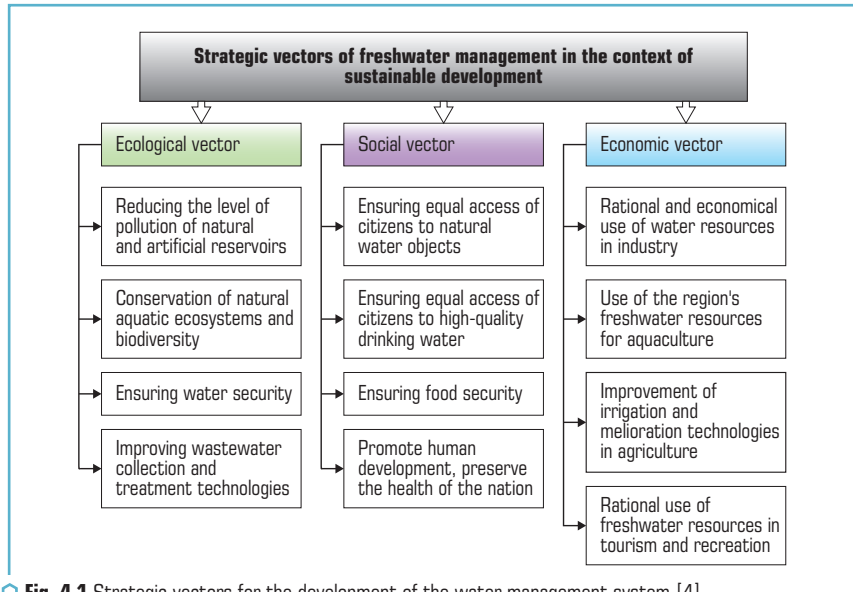 Strategic vectors of freshwater management in the context of
sustainable development
Ecological vector
Reducing the level of
pollution of natural
and artificial reservoirs
Conservation of natural
aquatic ecosystems and
biodiversity
Ensuring water security
Improving wastewater
collection and
treatment technologies
Social vector
Ensuring equal access of
citizens to natural
water objects
Ensuring equal access of
citizens to high-quality
drinking water
Ensuring food security
Promote human
development, preserve
the health of the nation
Economic vector
Rational and economical
use of water resources
in industry
Use of the region's
freshwater resources
for aquaculture
Improvement of
irrigation and
melioration technologies
in agriculture
Rational use of
freshwater resources in
tourism and recreation
Fig. 4.1 Strategic vectors for the development of the water management system [4]